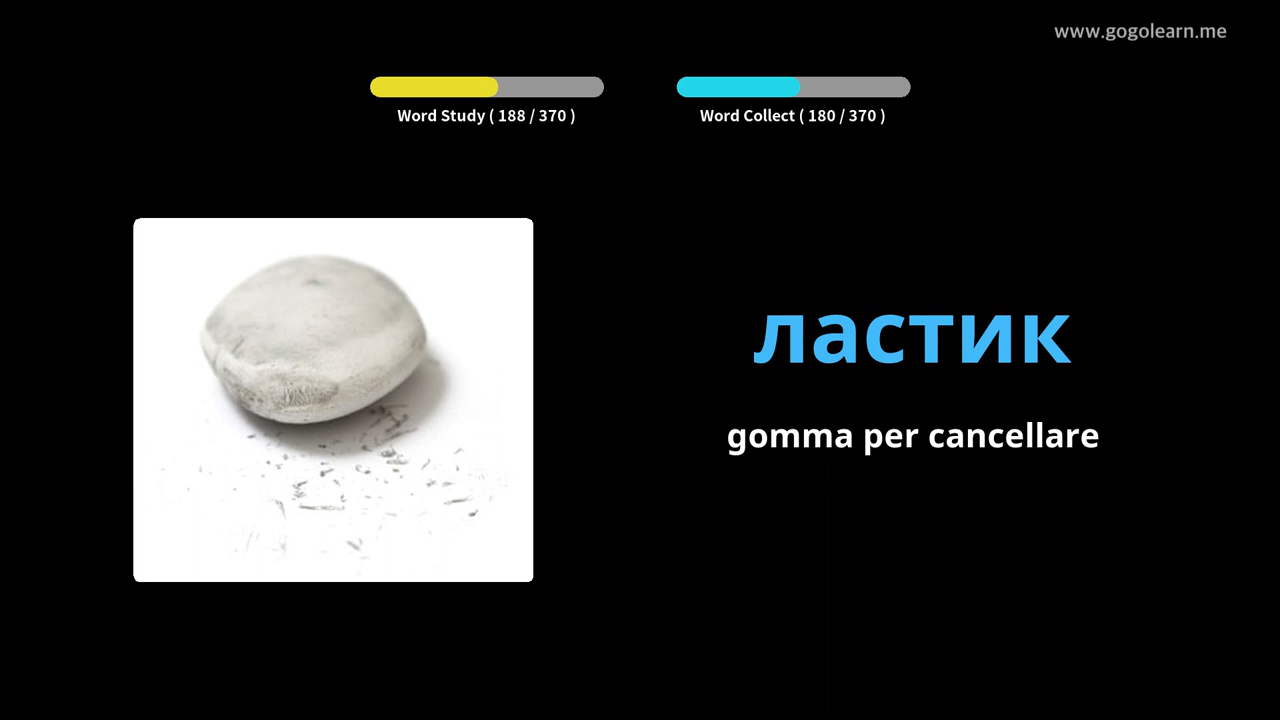 www.gogolearn.me
Word Study ( 188 / 370 )
Word Collect ( 180 / 370 )
ластик
gomma per cancellare